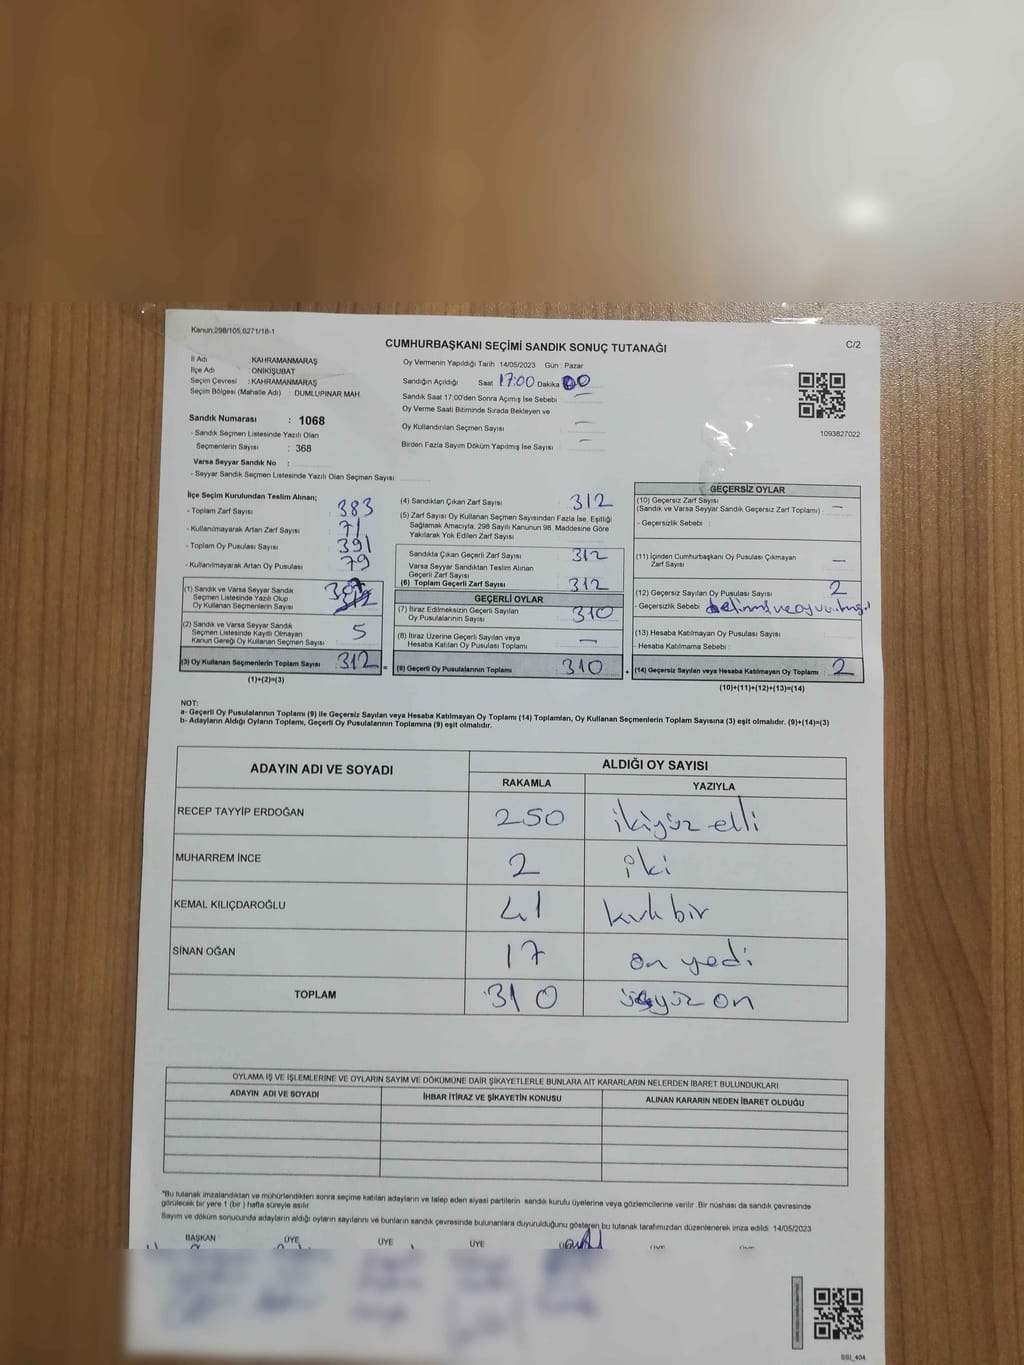 Kanun,298/105,6271/18-1
CUMHURBAŞKANI SEÇİMİ SANDIK SONUÇ TUTANAĞI
C/2
İl Adı : KAHRAMANMARAŞ
İlçe Adı : ONİKİŞUBAT
Seçim Çevresi : KAHRAMANMARAŞ
Seçim Bölgesi (Mahalle Adı) : DUMLUPINAR MAH.
Sandık Numarası : 1068
- Sandık Seçmen Listesinde Yazılı Olan
Seçmenlerin Sayısı : 368
Varsa Seyyar Sandık No :
- Seyyar Sandık Seçmen Listesinde Yazılı Olan Seçmen Sayısı
Oy Vermenin Yapıldığı Tarih 14/05/2023 Gün : Pazar
Sandığın Açıldığı Saat 17:00 Dakika 00
Sandık Saat 17:00'den Sonra Açımış İse Sebebi
Oy Verme Saati Bitiminde Sırada Bekleyen ve
Oy Kullandırılan Seçmen Sayısı —
Birden Fazla Sayım Döküm Yapılmış İse Sayısı —
1093827022
İlçe Seçim Kurulundan Teslim Alınan;
- Toplam Zarf Sayısı 383
- Kullanılmayarak Artan Zarf Sayısı 71
- Toplam Oy Pusulası Sayısı 391
- Kullanılmayarak Artan Oy Pusulası 79
(1) Sandık ve Varsa Seyyar Sandık
Seçmen Listesinde Yazılı Olup
Oy Kullanan Seçmenlerin Sayısı
(2) Sandık ve Varsa Seyyar Sandık
Seçmen Listesinde Kayıtlı Olmayan
Kanun Gereği Oy Kullanan Seçmen Sayısı 5
(3) Oy Kullanan Seçmenlerin Toplam Sayısı 312 =
(1)+(2)=(3)
(4) Sandıktan Çıkan Zarf Sayısı 312
(5) Zarf Sayısı Oy Kullanan Seçmen Sayısından Fazla İse, Eşitliği
Sağlamak Amacıyla, 298 Sayılı Kanunun 98. Maddesine Göre
Yakılarak Yok Edilen Zarf Sayısı
Sandıkta Çıkan Geçerli Zarf Sayısı 312
Varsa Seyyar Sandıktan Teslim Alınan
Geçerli Zarf Sayısı
(6) Toplam Geçerli Zarf Sayısı 312
GEÇERLİ OYLAR
(7) İtiraz Edilmeksizin Geçerli Sayılan
Oy Pusulalarının Sayısı 310
(8) İtiraz Üzerine Geçerli Sayılan veya
Hesaba Katılan Oy Pusulaları Toplamı —
(9) Geçerli Oy Pusulalarının Toplamı 310 +
GEÇERSİZ OYLAR
(10) Geçersiz Zarf Sayısı
(Sandık ve Varsa Seyyar Sandık Geçersiz Zarf Toplamı) —
- Geçersizlik Sebebi :
(11) İçinden Cumhurbaşkanı Oy Pusulası Çıkmayan
Zarf Sayısı —
(12) Geçersiz Sayılan Oy Pusulası Sayısı 2
- Geçersizlik Sebebi :
(13) Hesaba Katılmayan Oy Pusulası Sayısı
- Hesaba Katılmama Sebebi :
(14) Geçersiz Sayılan veya Hesaba Katılmayan Oy Toplamı 2
(10)+(11)+(12)+(13)=(14)
NOT:
a- Geçerli Oy Pusulalarının Toplamı (9) ile Geçersiz Sayılan veya Hesaba Katılmayan Oy Toplamı (14) Toplamları, Oy Kullanan Seçmenlerin Toplam Sayısına (3) eşit olmalıdır. (9)+(14)=(3)
b- Adayların Aldığı Oyların Toplamı, Geçerli Oy Pusulalarının Toplamına (9) eşit olmalıdır.
ADAYIN ADI VE SOYADI ALDIĞI OY SAYISI
RAKAMLA YAZIYLA
RECEP TAYYİP ERDOĞAN 250 ikiyüz elli
MUHARREM İNCE 2 iki
KEMAL KILIÇDAROĞLU 41 kırk bir
SİNAN OĞAN 17 on yedi
TOPLAM 310 üçyüz on
OYLAMA İŞ VE İŞLEMLERİNE VE OYLARIN SAYIM VE DÖKÜMÜNE DAİR ŞİKAYETLERLE BUNLARA AİT KARARLARIN NELERDEN İBARET BULUNDUKLARI
ADAYIN ADI VE SOYADI İHBAR İTİRAZ VE ŞİKAYETİN KONUSU ALINAN KARARIN NEDEN İBARET OLDUĞU
*Bu tutanak imzalandıktan ve mühürlendikten sonra seçime katılan adayların ve talep eden siyasi partilerin sandık kurulu üyelerine veya gözlemcilerine verilir. Bir nüshası da sandık çevresinde
görülecek bir yere 1 (bir) hafta süreyle asılır
Sayım ve döküm sonucunda adayların aldığı oyların sayılarını ve bunların sandık çevresinde bulunanlara duyurulduğunu gösteren bu tutanak tarafımızdan düzenlenerek imza edildi. 14/05/2023
BAŞKAN ÜYE ÜYE ÜYE ÜYE ÜYE
SSI_404